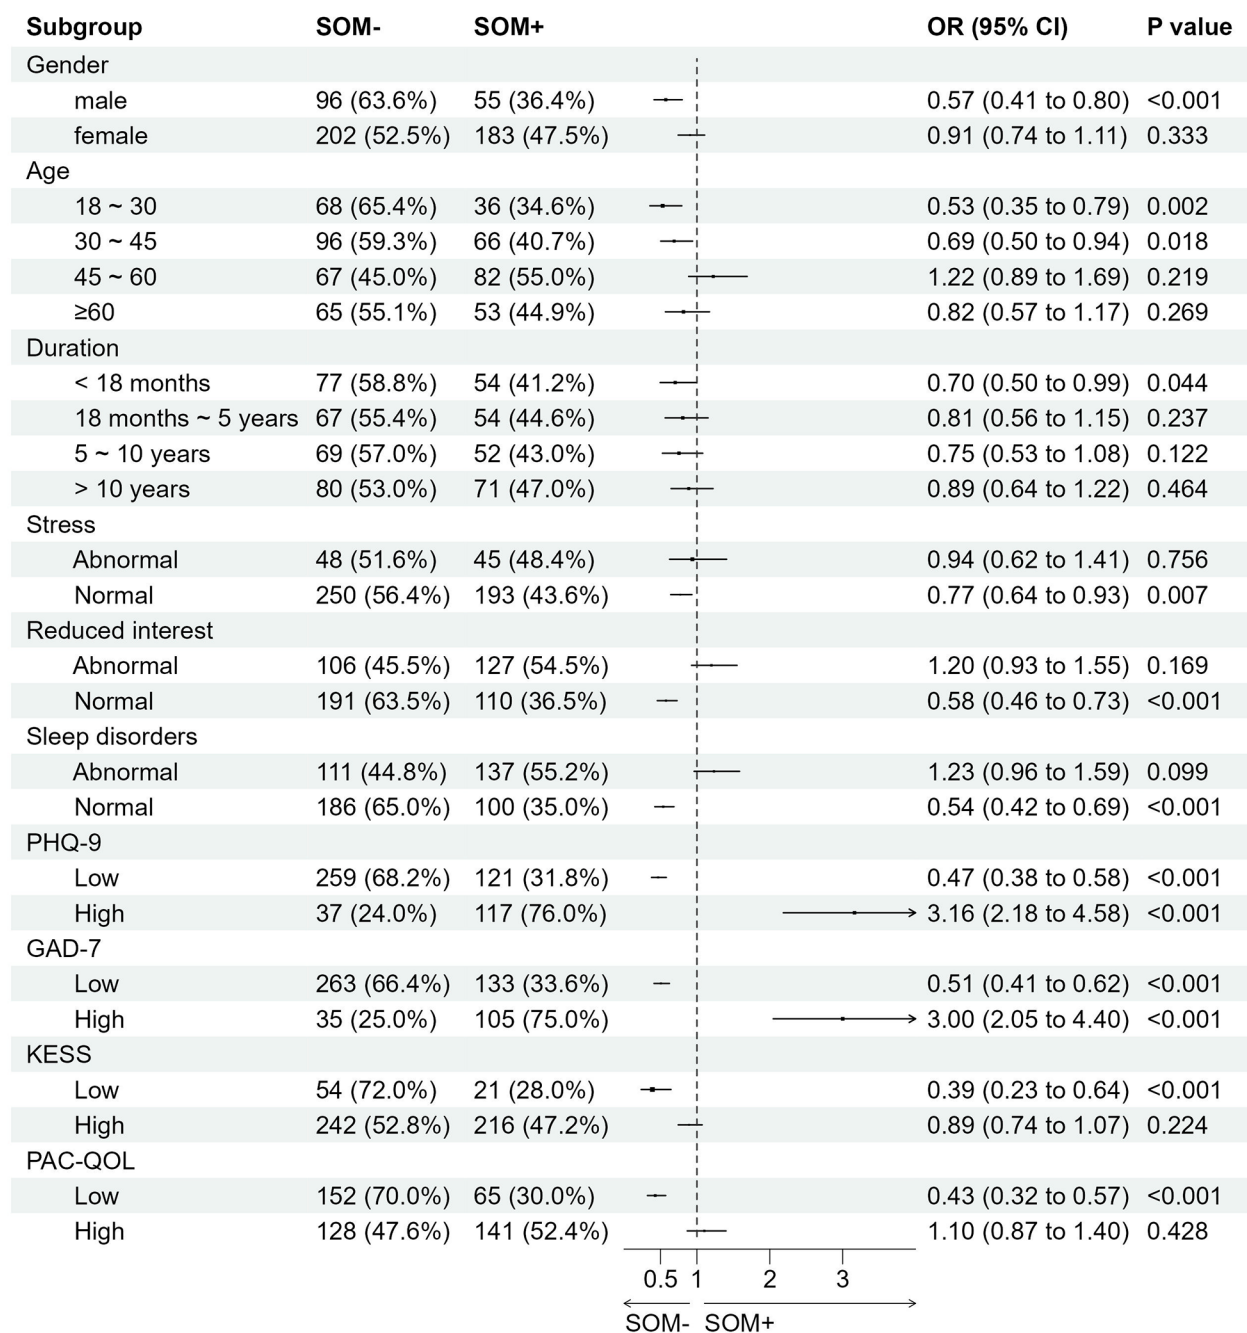 Subgroup SOM- SOM+ OR (95% CI) P value
Gender
male 96 (63.6%) 55 (36.4%) 0.57 (0.41 to 0.80) <0.001
female 202 (52.5%) 183 (47.5%) 0.91 (0.74 to 1.11) 0.333
Age
18 ~ 30 68 (65.4%) 36 (34.6%) 0.53 (0.35 to 0.79) 0.002
30 ~ 45 96 (59.3%) 66 (40.7%) 0.69 (0.50 to 0.94) 0.018
45 ~ 60 67 (45.0%) 82 (55.0%) 1.22 (0.89 to 1.69) 0.219
≥60 65 (55.1%) 53 (44.9%) 0.82 (0.57 to 1.17) 0.269
Duration
< 18 months 77 (58.8%) 54 (41.2%) 0.70 (0.50 to 0.99) 0.044
18 months ~ 5 years 67 (55.4%) 54 (44.6%) 0.81 (0.56 to 1.15) 0.237
5 ~ 10 years 69 (57.0%) 52 (43.0%) 0.75 (0.53 to 1.08) 0.122
> 10 years 80 (53.0%) 71 (47.0%) 0.89 (0.64 to 1.22) 0.464
Stress
Abnormal 48 (51.6%) 45 (48.4%) 0.94 (0.62 to 1.41) 0.756
Normal 250 (56.4%) 193 (43.6%) 0.77 (0.64 to 0.93) 0.007
Reduced interest
Abnormal 106 (45.5%) 127 (54.5%) 1.20 (0.93 to 1.55) 0.169
Normal 191 (63.5%) 110 (36.5%) 0.58 (0.46 to 0.73) <0.001
Sleep disorders
Abnormal 111 (44.8%) 137 (55.2%) 1.23 (0.96 to 1.59) 0.099
Normal 186 (65.0%) 100 (35.0%) 0.54 (0.42 to 0.69) <0.001
PHQ-9
Low 259 (68.2%) 121 (31.8%) 0.47 (0.38 to 0.58) <0.001
High 37 (24.0%) 117 (76.0%) 3.16 (2.18 to 4.58) <0.001
GAD-7
Low 263 (66.4%) 133 (33.6%) 0.51 (0.41 to 0.62) <0.001
High 35 (25.0%) 105 (75.0%) 3.00 (2.05 to 4.40) <0.001
KESS
Low 54 (72.0%) 21 (28.0%) 0.39 (0.23 to 0.64) <0.001
High 242 (52.8%) 216 (47.2%) 0.89 (0.74 to 1.07) 0.224
PAC-QOL
Low 152 (70.0%) 65 (30.0%) 0.43 (0.32 to 0.57) <0.001
High 128 (47.6%) 141 (52.4%) 1.10 (0.87 to 1.40) 0.428
0.5 1 2 3
SOM- SOM+